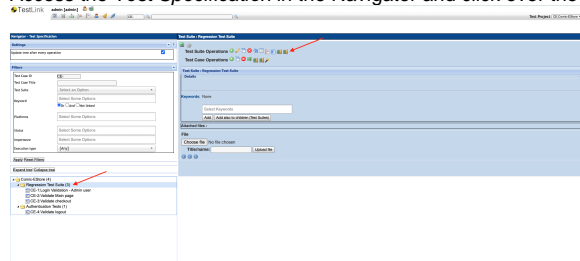 Access the Test Specification in the Navigator and click over the
TestLink admin [admin]
CE- Test Project CE:Comic-EStore
Navigator - Test Specification
Test Suite : Regression Test Suite
Settings
Update tree after every operation
Test Suite Operations
Test Case Operations
Filters
Test Case ID CE-
Test Case Title
Test Suite Select an Option
Keyword Select Some Options
Or And Not linked
Platforms Select Some Options
Status Select Some Options
Importance Select Some Options
Execution type [Any]
Apply Reset Filters
Expand tree Collapse tree
Comic-EStore (4)
Regression Test Suite (3)
CE-1:Login Validation - Admin user
CE-2:Validate Main page
CE-3:Validate checkout
Authentication Tests (1)
CE-4:Validate logout
Test Suite : Regression Test Suite
Details
Keywords: None
Select Keywords
Add Add also to children (Test Suites)
Attached files :
File
Choose file No file chosen
Title/name: Upload file